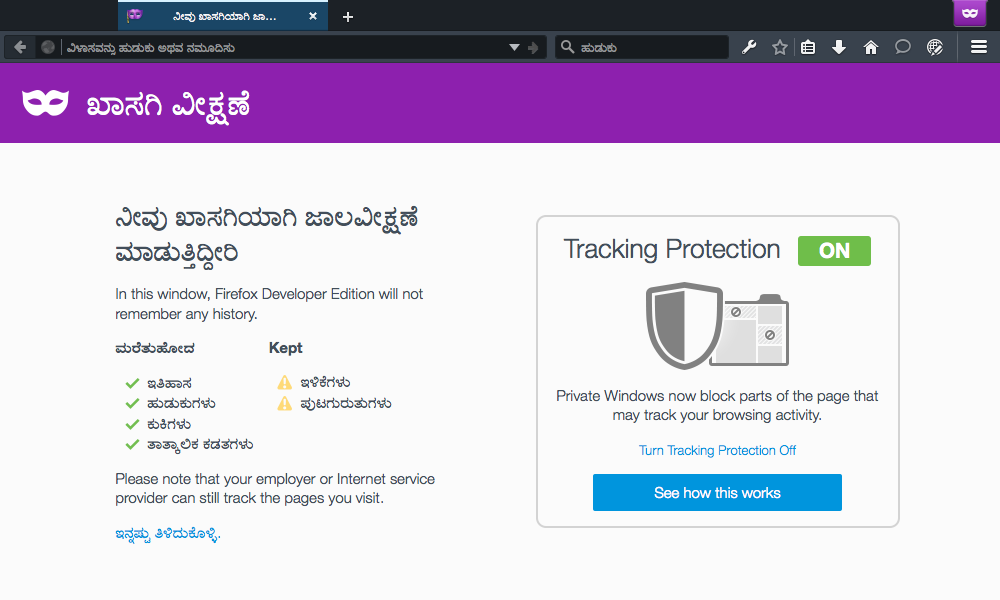 ನೀವು ಖಾಸಗಿಯಾಗಿ ಜಾ...
ವಿಳಾಸವನ್ನು ಹುಡುಕು ಅಥವ ನಮೂದಿಸು
ಹುಡುಕು
ಖಾಸಗಿ ವೀಕ್ಷಣೆ
ನೀವು ಖಾಸಗಿಯಾಗಿ ಜಾಲವೀಕ್ಷಣೆ
ಮಾಡುತ್ತಿದ್ದೀರಿ
In this window, Firefox Developer Edition will not
remember any history.
ಮರೆತುಹೋದ
ಇತಿಹಾಸ
ಹುಡುಕುಗಳು
ಕುಕಿಗಳು
ತಾತ್ಕಾಲಿಕ ಕಡತಗಳು
Kept
ಇಳಿಕೆಗಳು
ಪುಟಗುರುತುಗಳು
Please note that your employer or Internet service
provider can still track the pages you visit.
ಇನ್ನಷ್ಟು ತಿಳಿದುಕೊಳ್ಳಿ.
Tracking Protection ON
Private Windows now block parts of the page that
may track your browsing activity.
Turn Tracking Protection Off
See how this works